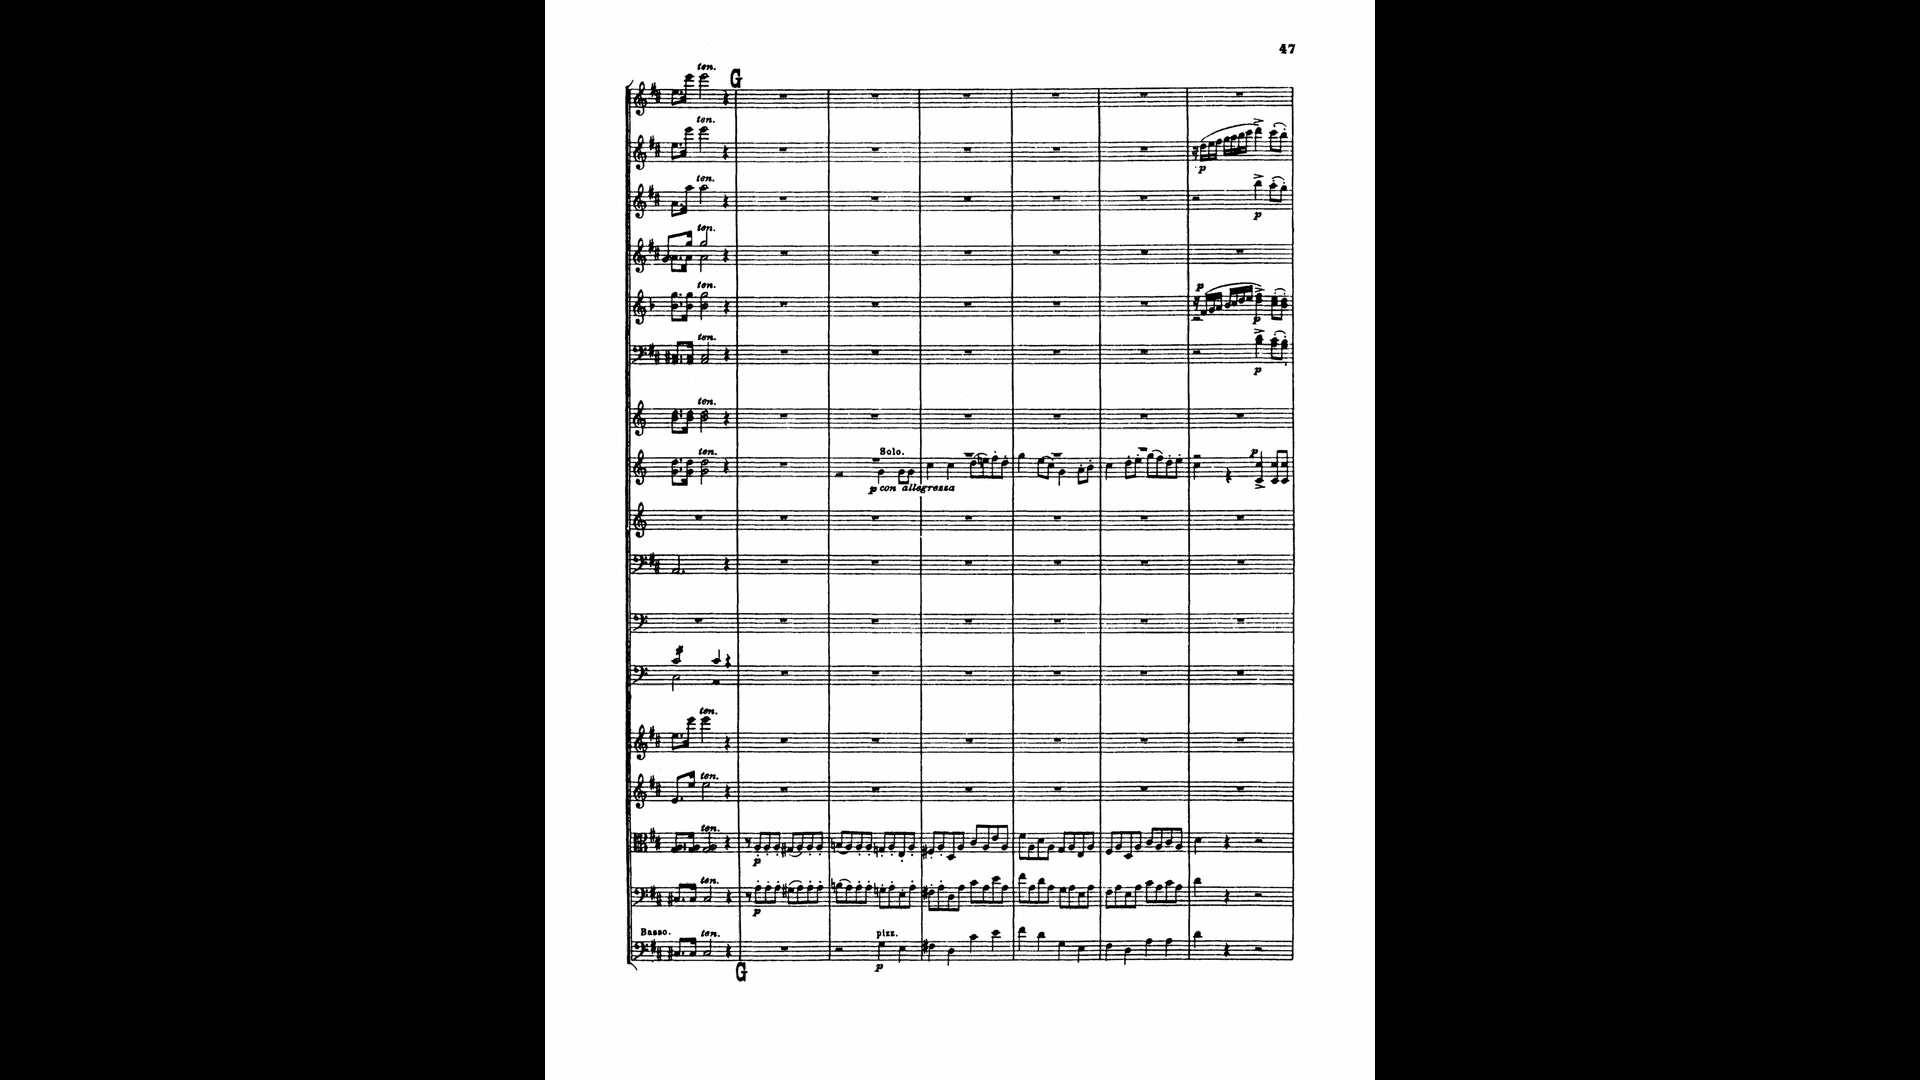 47
ten. G
ten.
p
ten.
p
ten.
ten. p
p
ten.
p
ten.
ten. Solo. p
p con allegrezza
ten.
ten.
ten.
p
ten.
p
Basso. ten. pizz.
p
G